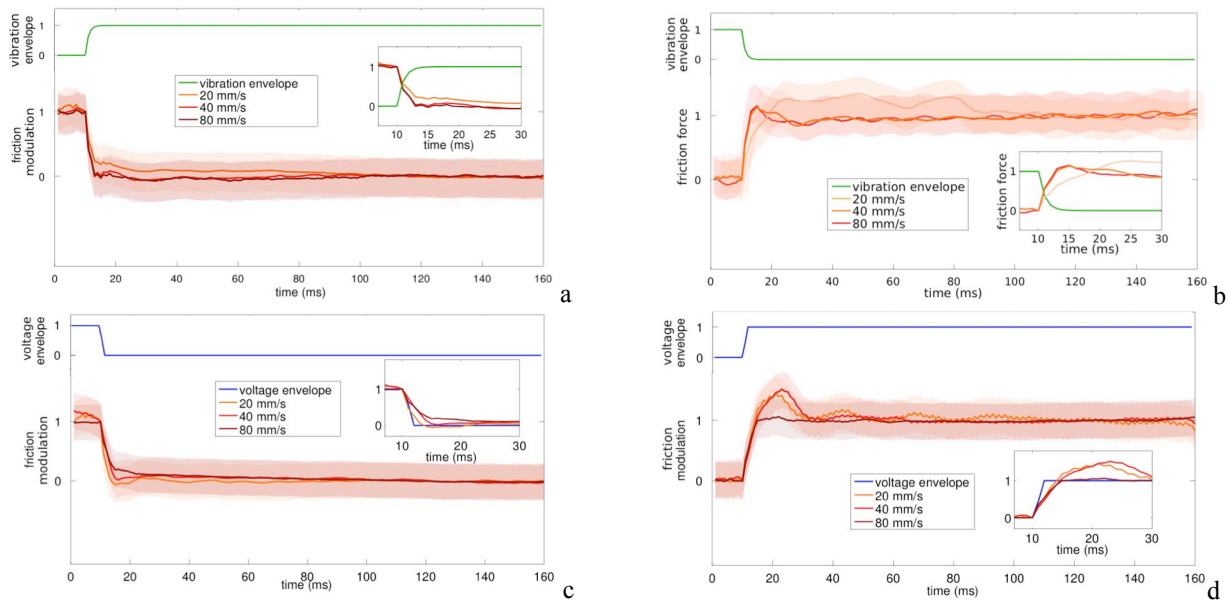 vibration
envelope
1
0
vibration envelope
20 mm/s
40 mm/s
80 mm/s
1
0
10 15 20 25 30
time (ms)
friction
modulation
1
0
0 20 40 60 80 100 120 140 160
time (ms)
a
vibration
envelope
1
0
friction force
1
0
vibration envelope
20 mm/s
40 mm/s
80 mm/s
friction force
1
0
10 15 20 25 30
time (ms)
0 20 40 60 80 100 120 140 160
time (ms)
b
voltage
envelope
1
0
voltage envelope
20 mm/s
40 mm/s
80 mm/s
1
0
10 20 30
time (ms)
friction
modulation
1
0
0 20 40 60 80 100 120 140 160
time (ms)
c
voltage
envelope
1
0
friction
modulation
1
0
voltage envelope
20 mm/s
40 mm/s
80 mm/s
1
0
10 20 30
time (ms)
0 20 40 60 80 100 120 140 160
time (ms)
d